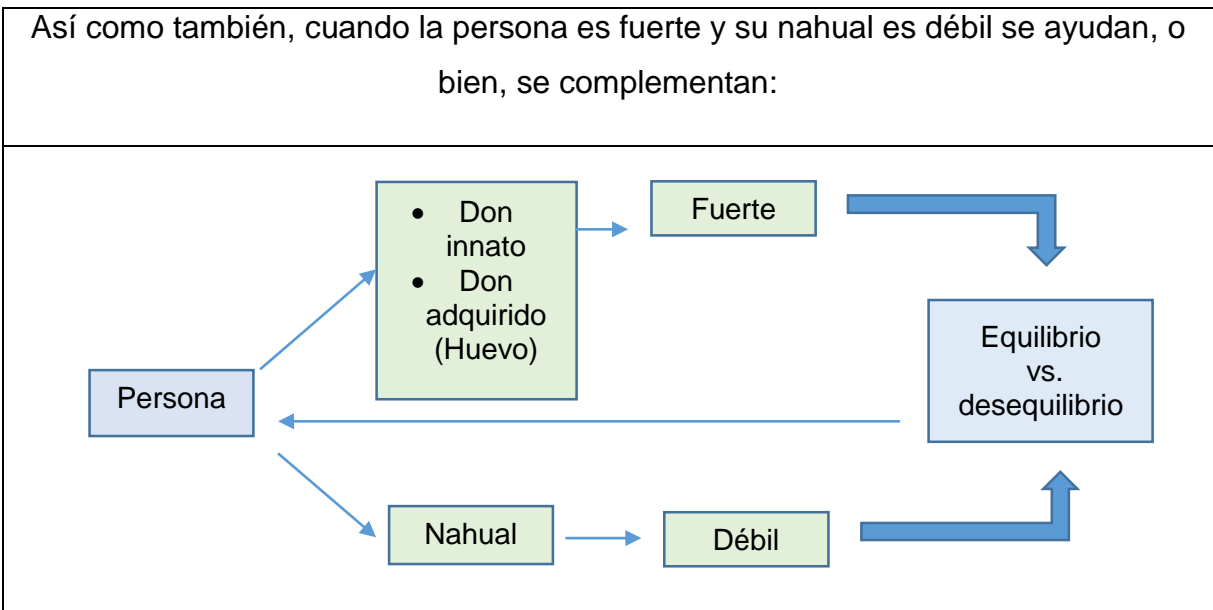 Así como también, cuando la persona es fuerte y su nahual es débil se ayudan, o
bien, se complementan:
• Don
innato
• Don
adquirido
(Huevo)
Fuerte
Equilibrio
vs.
desequilibrio
Persona
Nahual
Débil